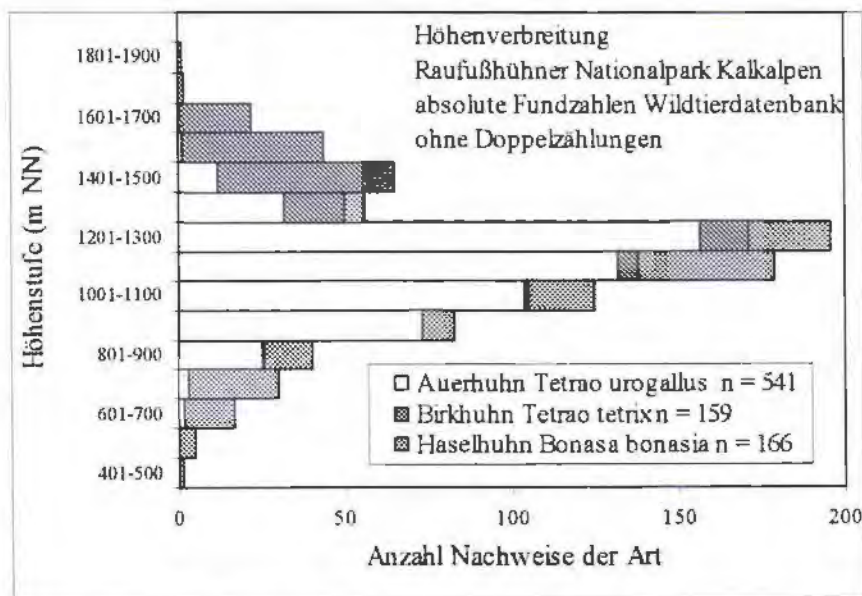 Höhenverbreitung
Raufußhühner Nationalpark Kalkalpen
absolute Fundzahlen Wildtierdatenbank
ohne Doppelzählungen
Höhenstufe (m NN)
1801-1900
1601-1700
1401-1500
1201-1300
1001-1100
801-900
601-700
401-500
Auerhuhn Tetrao urogallus n = 541
Birkhuhn Tetrao tetrix n = 159
Haselhuhn Bonasa bonasia n = 166
0 50 100 150 200
Anzahl Nachweise der Art